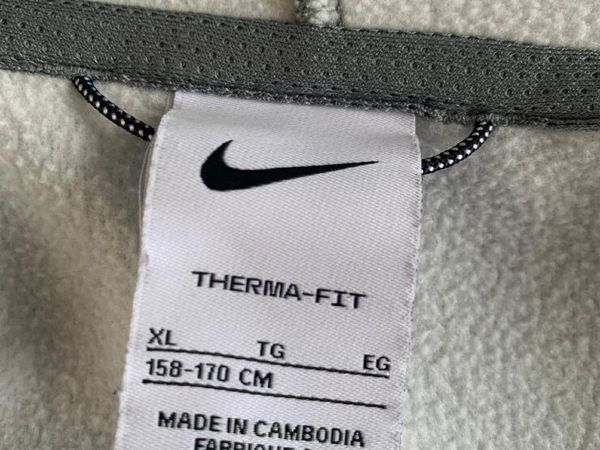 THERMA-FIT
XL TG EG
158-170 CM
MADE IN CAMBODIA